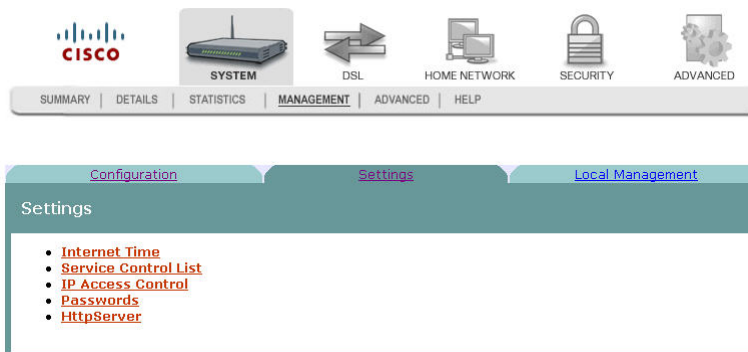 CISCO
SYSTEM DSL HOME NETWORK SECURITY ADVANCED
SUMMARY | DETAILS | STATISTICS | MANAGEMENT | ADVANCED | HELP
Configuration Settings Local Management
Settings
• Internet Time
• Service Control List
• IP Access Control
• Passwords
• HttpServer